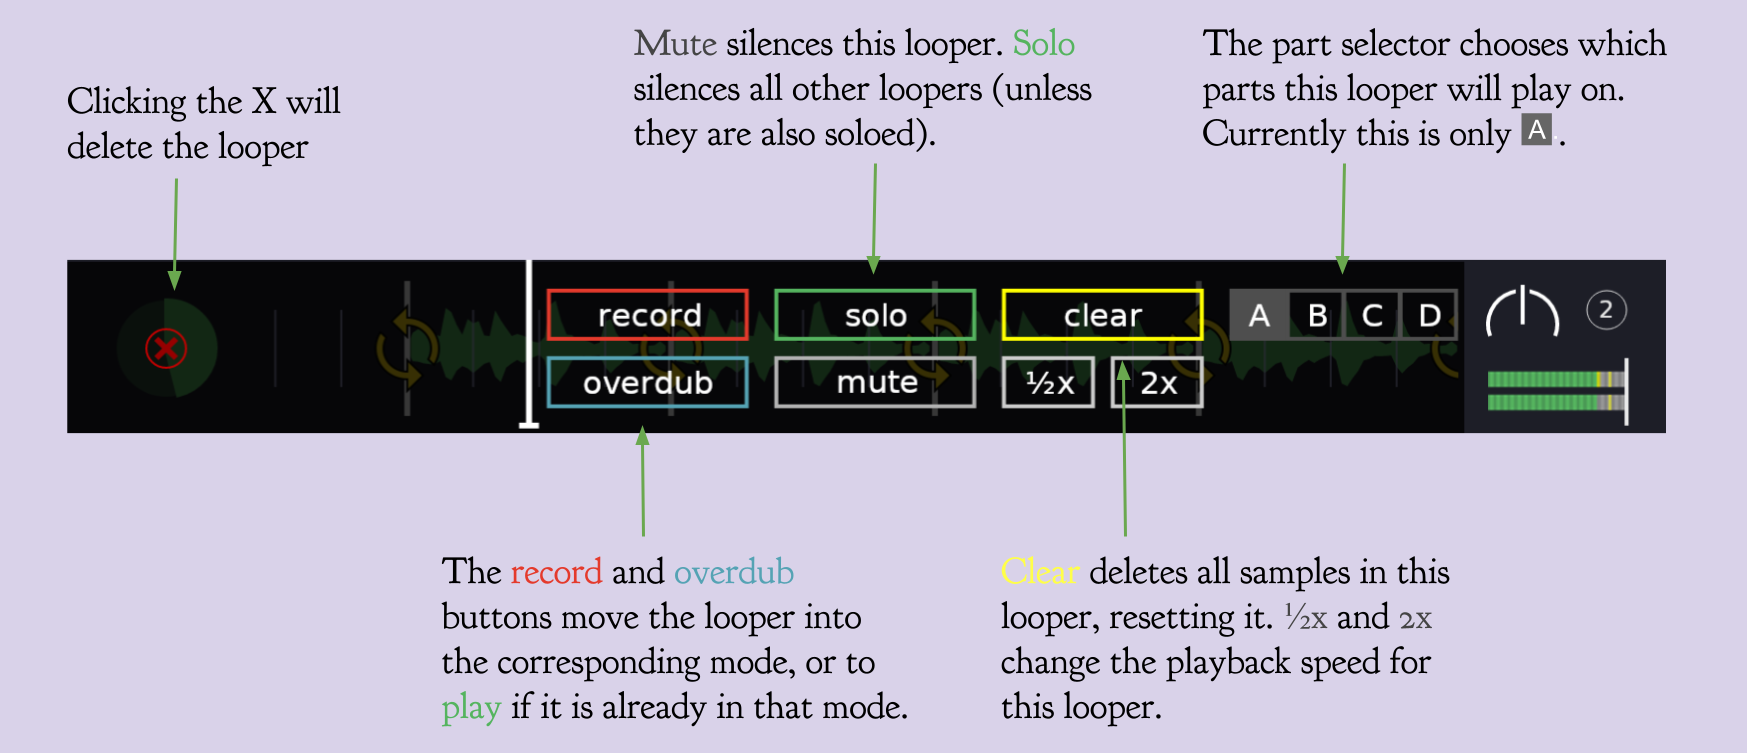 Clicking the X will
delete the looper
Mute silences this looper. Solo
silences all other loopers (unless
they are also soloed).
The part selector chooses which
parts this looper will play on.
Currently this is only A.
record
solo
clear
A B C D
2
overdub
mute
½x
2x
The record and overdub
buttons move the looper into
the corresponding mode, or to
play if it is already in that mode.
Clear deletes all samples in this
looper, resetting it. ½x and 2x
change the playback speed for
this looper.